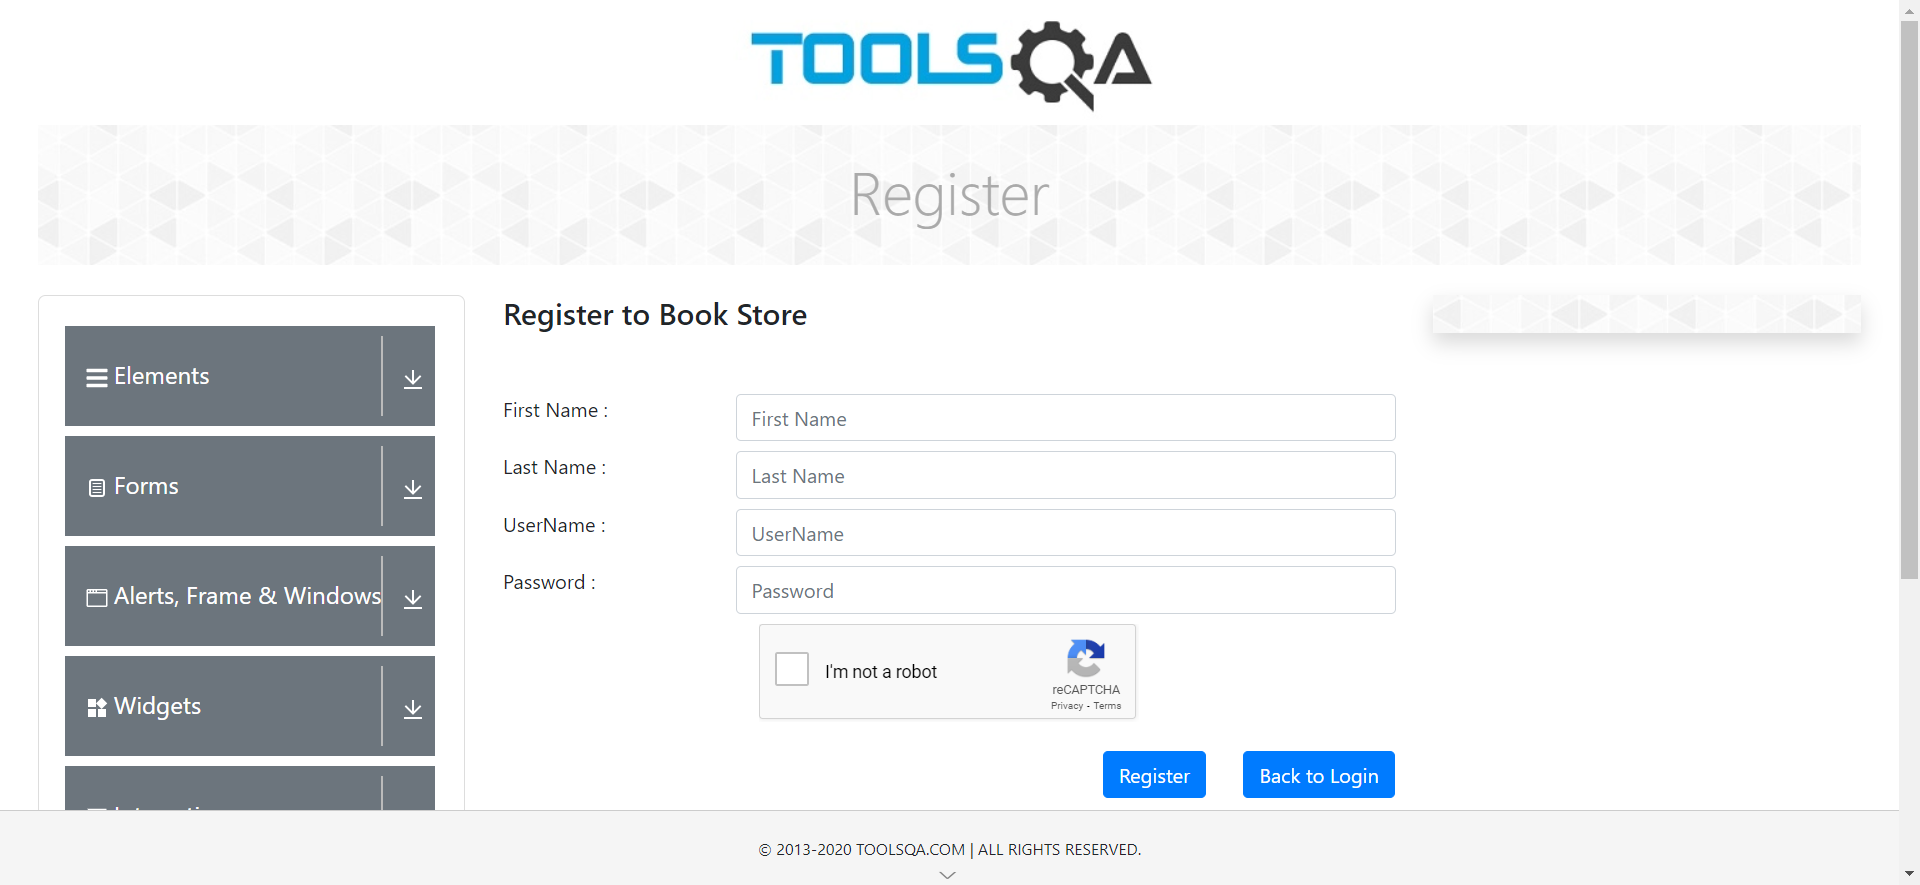 TOOLSQA
Register
Elements
Forms
Alerts, Frame & Windows
Widgets
Register to Book Store
First Name :
First Name
Last Name :
Last Name
UserName :
UserName
Password :
Password
I'm not a robot
reCAPTCHA
Privacy - Terms
Register
Back to Login
© 2013-2020 TOOLSQA.COM | ALL RIGHTS RESERVED.